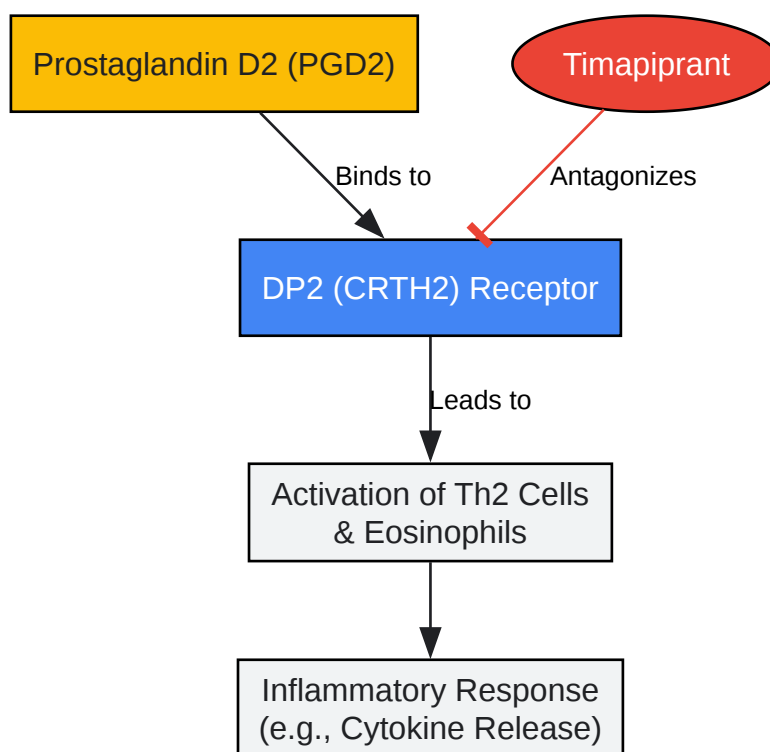 Prostaglandin D2 (PGD2)
Timapiprant
Binds to
Antagonizes
DP2 (CRTH2) Receptor
Leads to
Activation of Th2 Cells
& Eosinophils
Inflammatory Response
(e.g., Cytokine Release)